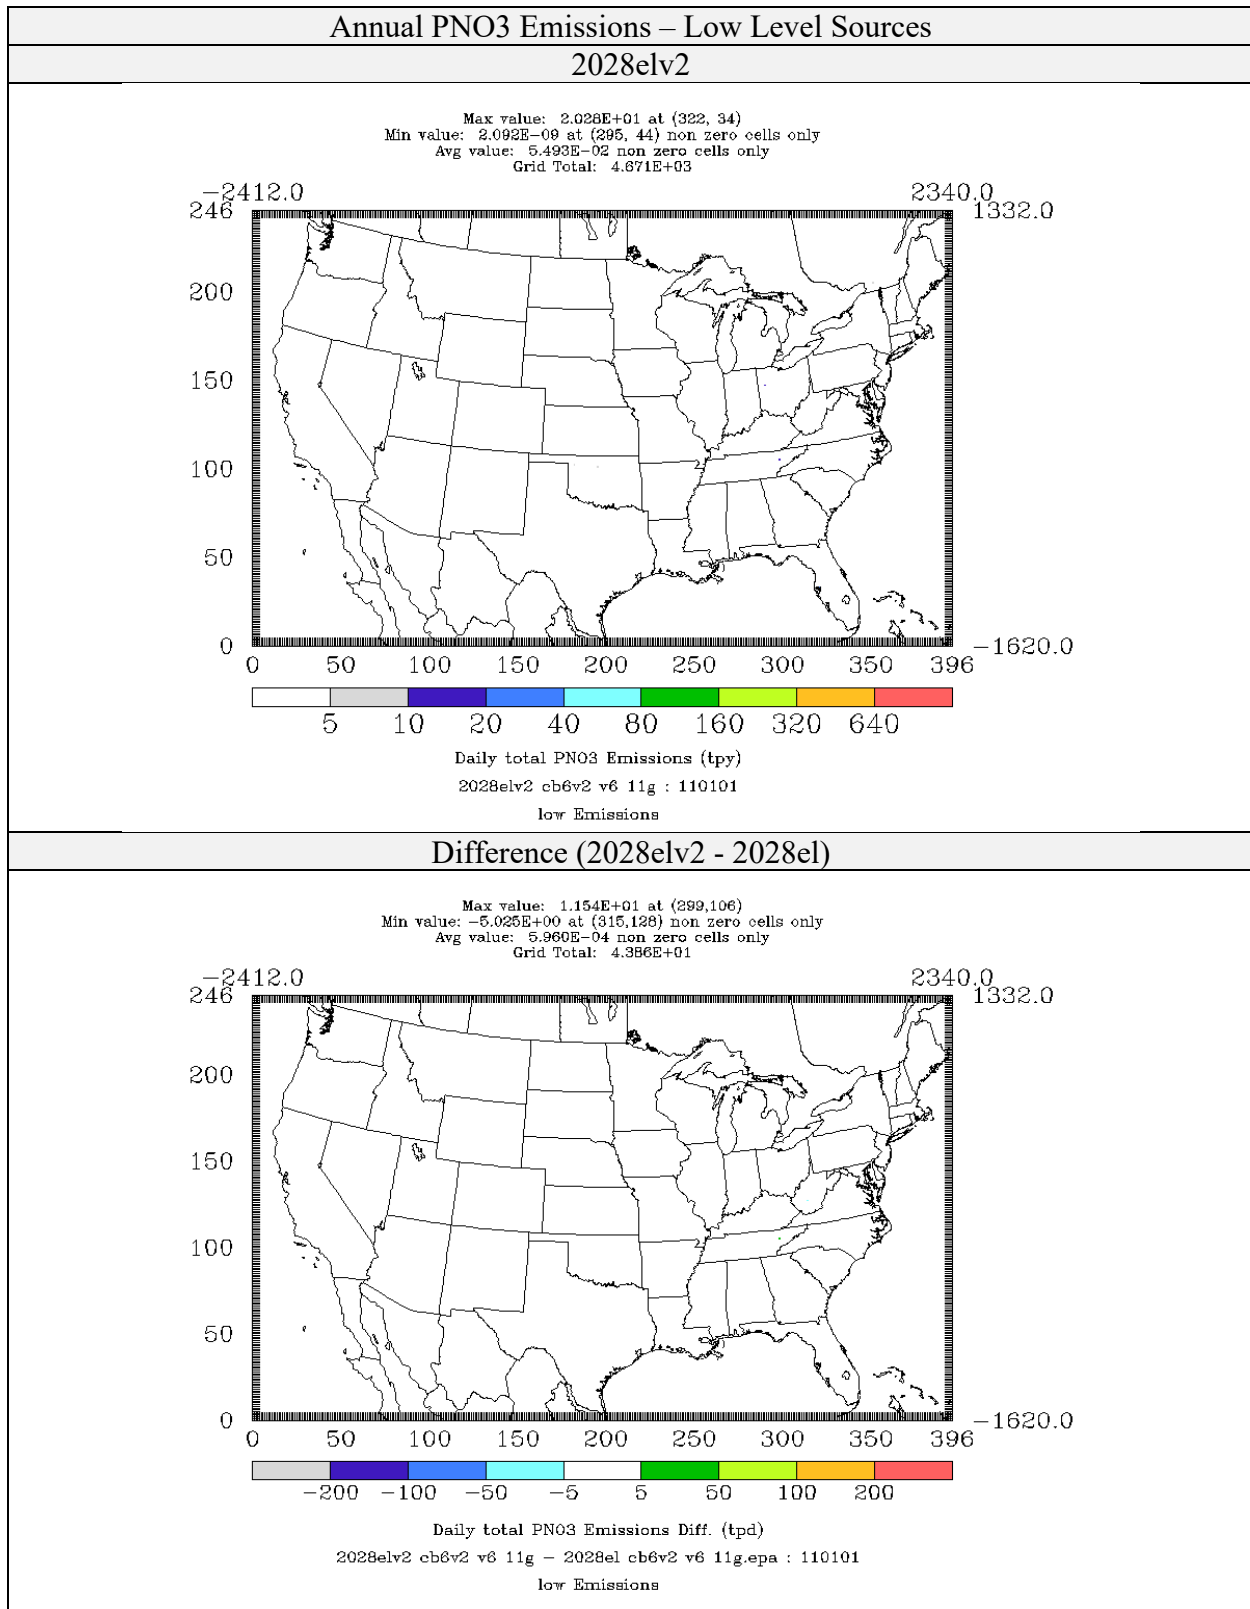 Annual PNO3 Emissions – Low Level Sources
2028elv2
Max value: 2.028E+01 at (322, 34)
Min value: 2.092E-09 at (295, 44) non zero cells only
Avg value: 5.493E-02 non zero cells only
Grid Total: 4.671E+03
-2412.0 2340.0
246 1332.0
200
150
100
50
0 -1620.0
0 50 100 150 200 250 300 350 396
5 10 20 40 80 160 320 640
Daily total PNO3 Emissions (tpy)
2028elv2 cb6v2 v6 11g : 110101
low Emissions
Difference (2028elv2 - 2028el)
Max value: 1.154E+01 at (299,106)
Min value: -5.025E+00 at (315,128) non zero cells only
Avg value: 5.960E-04 non zero cells only
Grid Total: 4.386E+01
-2412.0 2340.0
246 1332.0
200
150
100
50
0 -1620.0
0 50 100 150 200 250 300 350 396
-200 -100 -50 -5 5 50 100 200
Daily total PNO3 Emissions Diff. (tpd)
2028elv2 cb6v2 v6 11g - 2028el cb6v2 v6 11g.epa : 110101
low Emissions